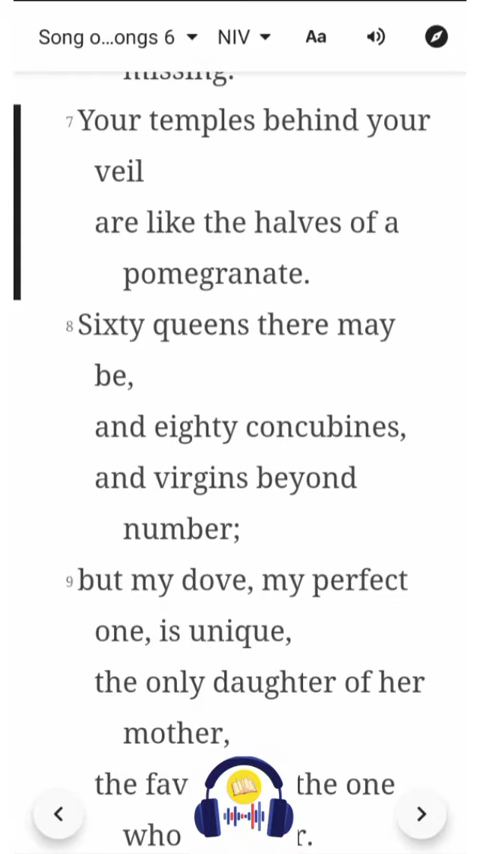 Song o...ongs 6 NIV Aa
missing.
7 Your temples behind your
veil
are like the halves of a
pomegranate.
8 Sixty queens there may
be,
and eighty concubines,
and virgins beyond
number;
9 but my dove, my perfect
one, is unique,
the only daughter of her
mother,
the fav the one
who r.